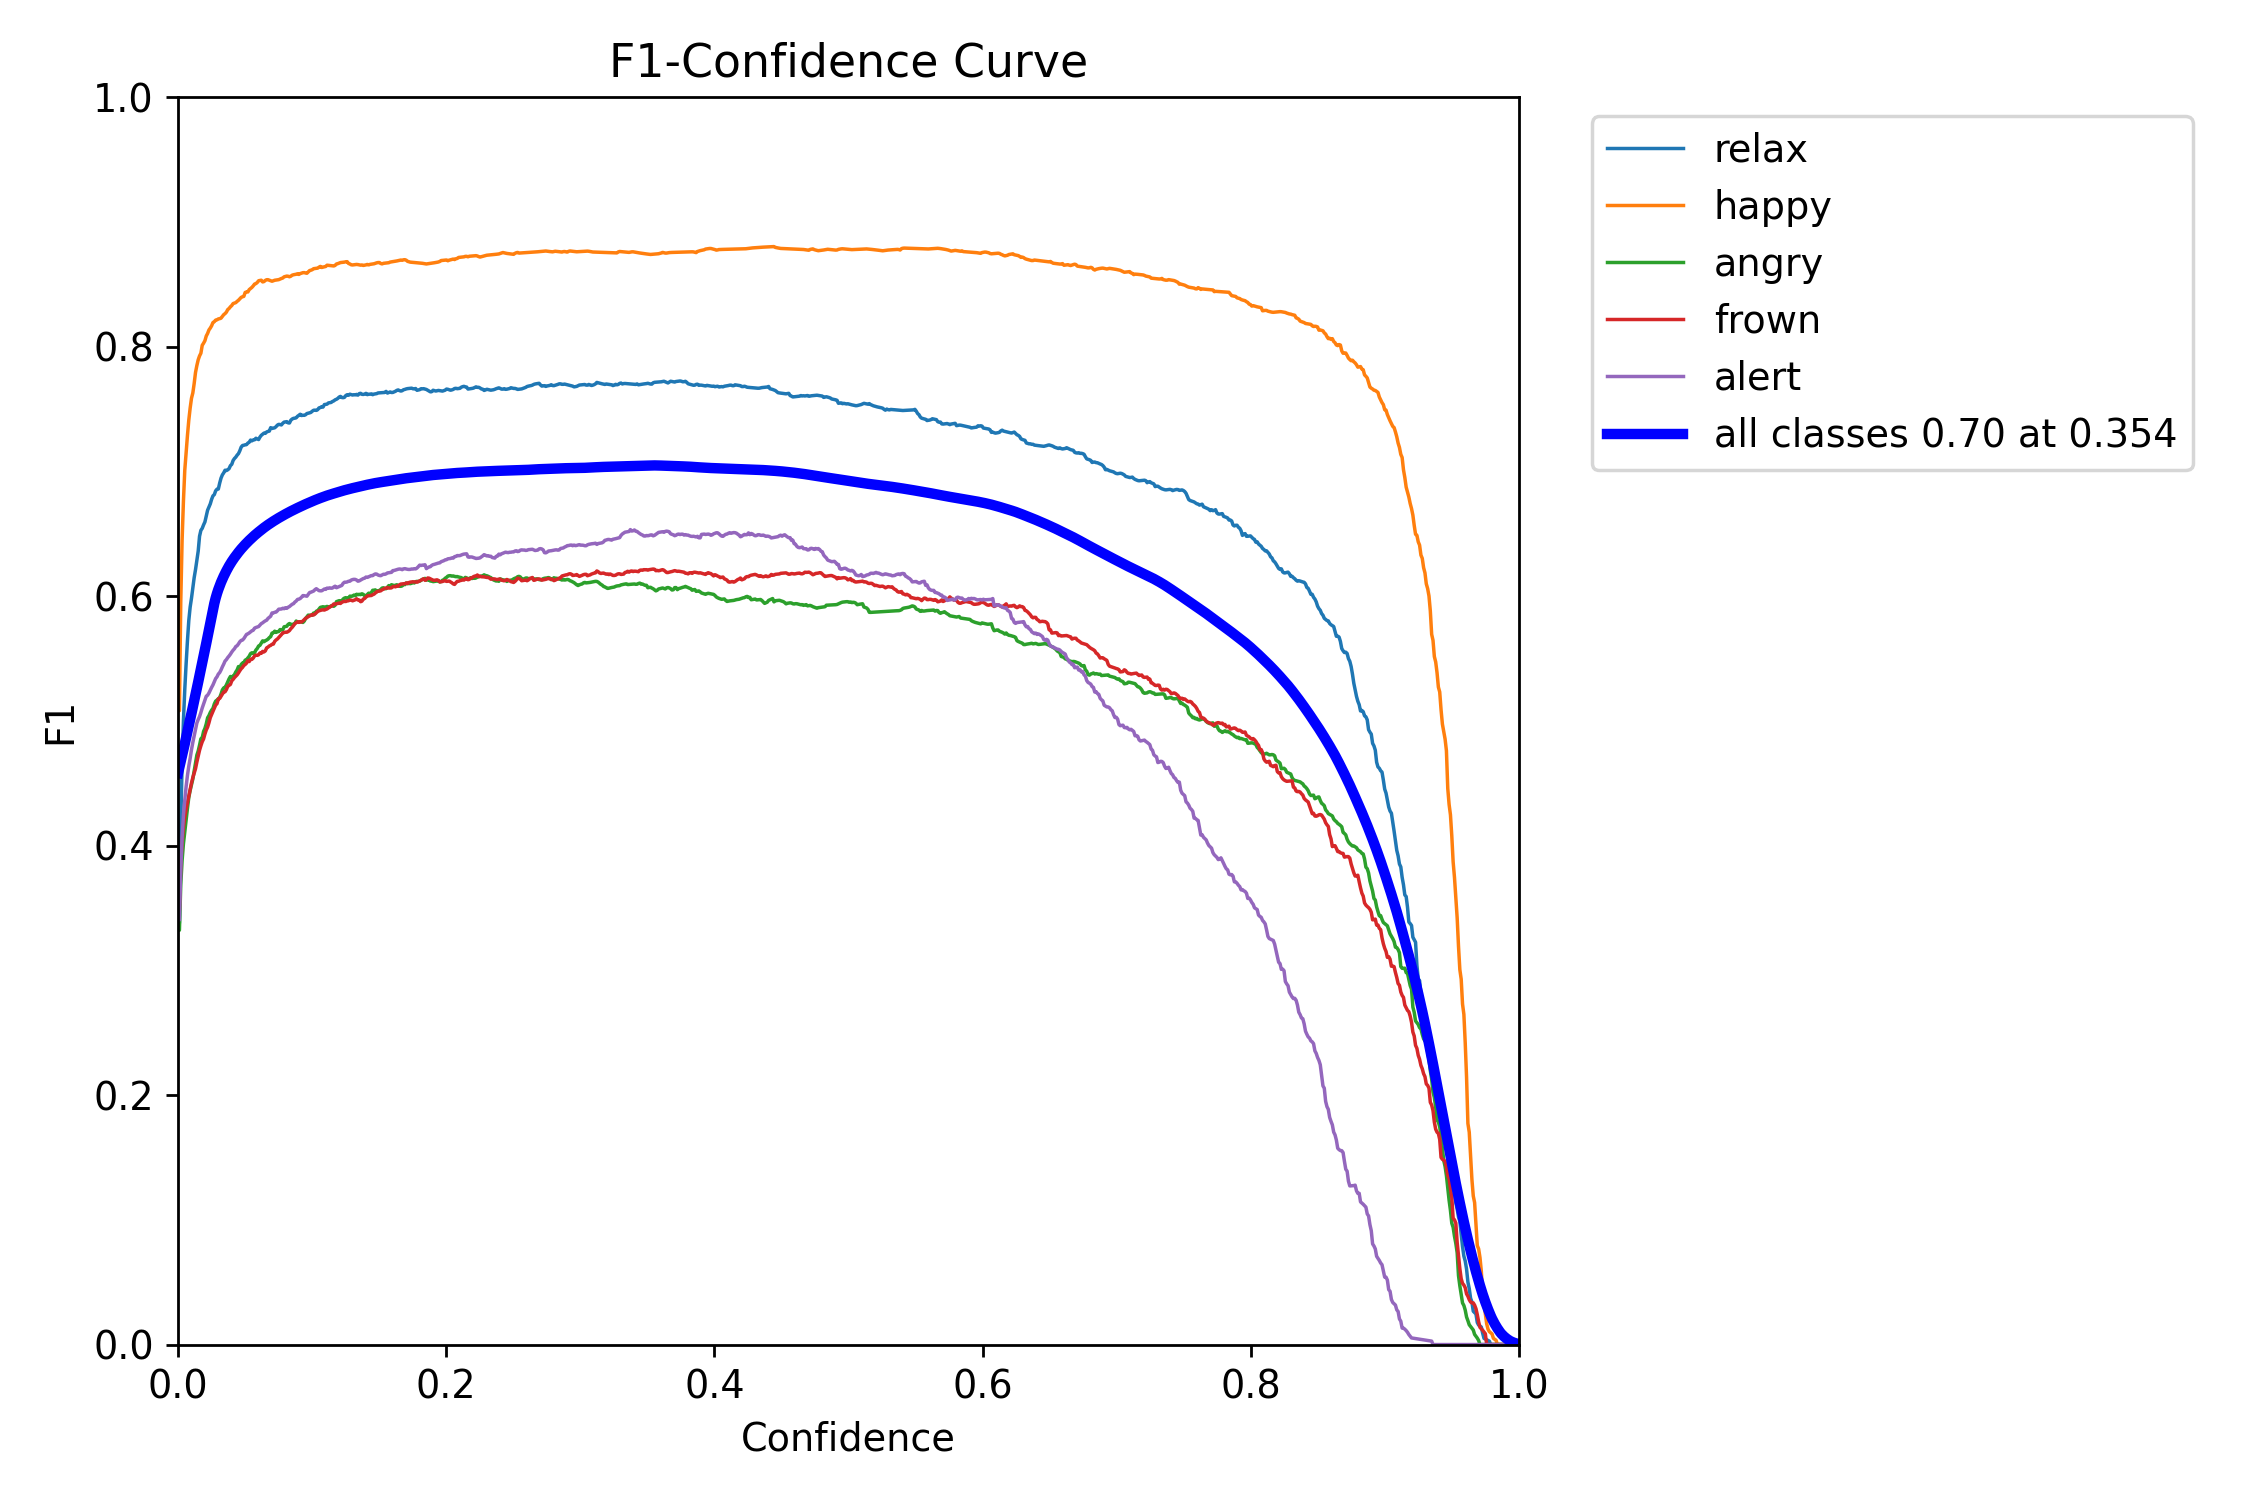 F1-Confidence Curve
1.0
0.8
0.6
0.4
0.2
0.0
F1
0.0 0.2 0.4 0.6 0.8 1.0
Confidence
relax
happy
angry
frown
alert
all classes 0.70 at 0.354